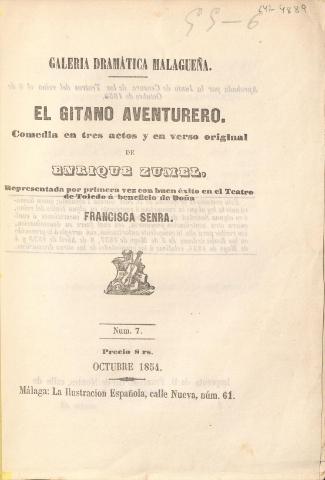 55-6
GALERIA DRAMÁTICA MALAGUEÑA.
EL GITANO AVENTURERO.
Comedia en tres actos y en verso original
DE
ENRIQUE ZUMEL,
Representada por primera vez con buen éxito en el Teatro
de Toledo á beneficio de Doña
FRANCISCA SENRA.
Num. 7.
Precio 8 rs.
OCTUBRE 1854.
Málaga: La Ilustracion Española, calle Nueva, núm. 61.